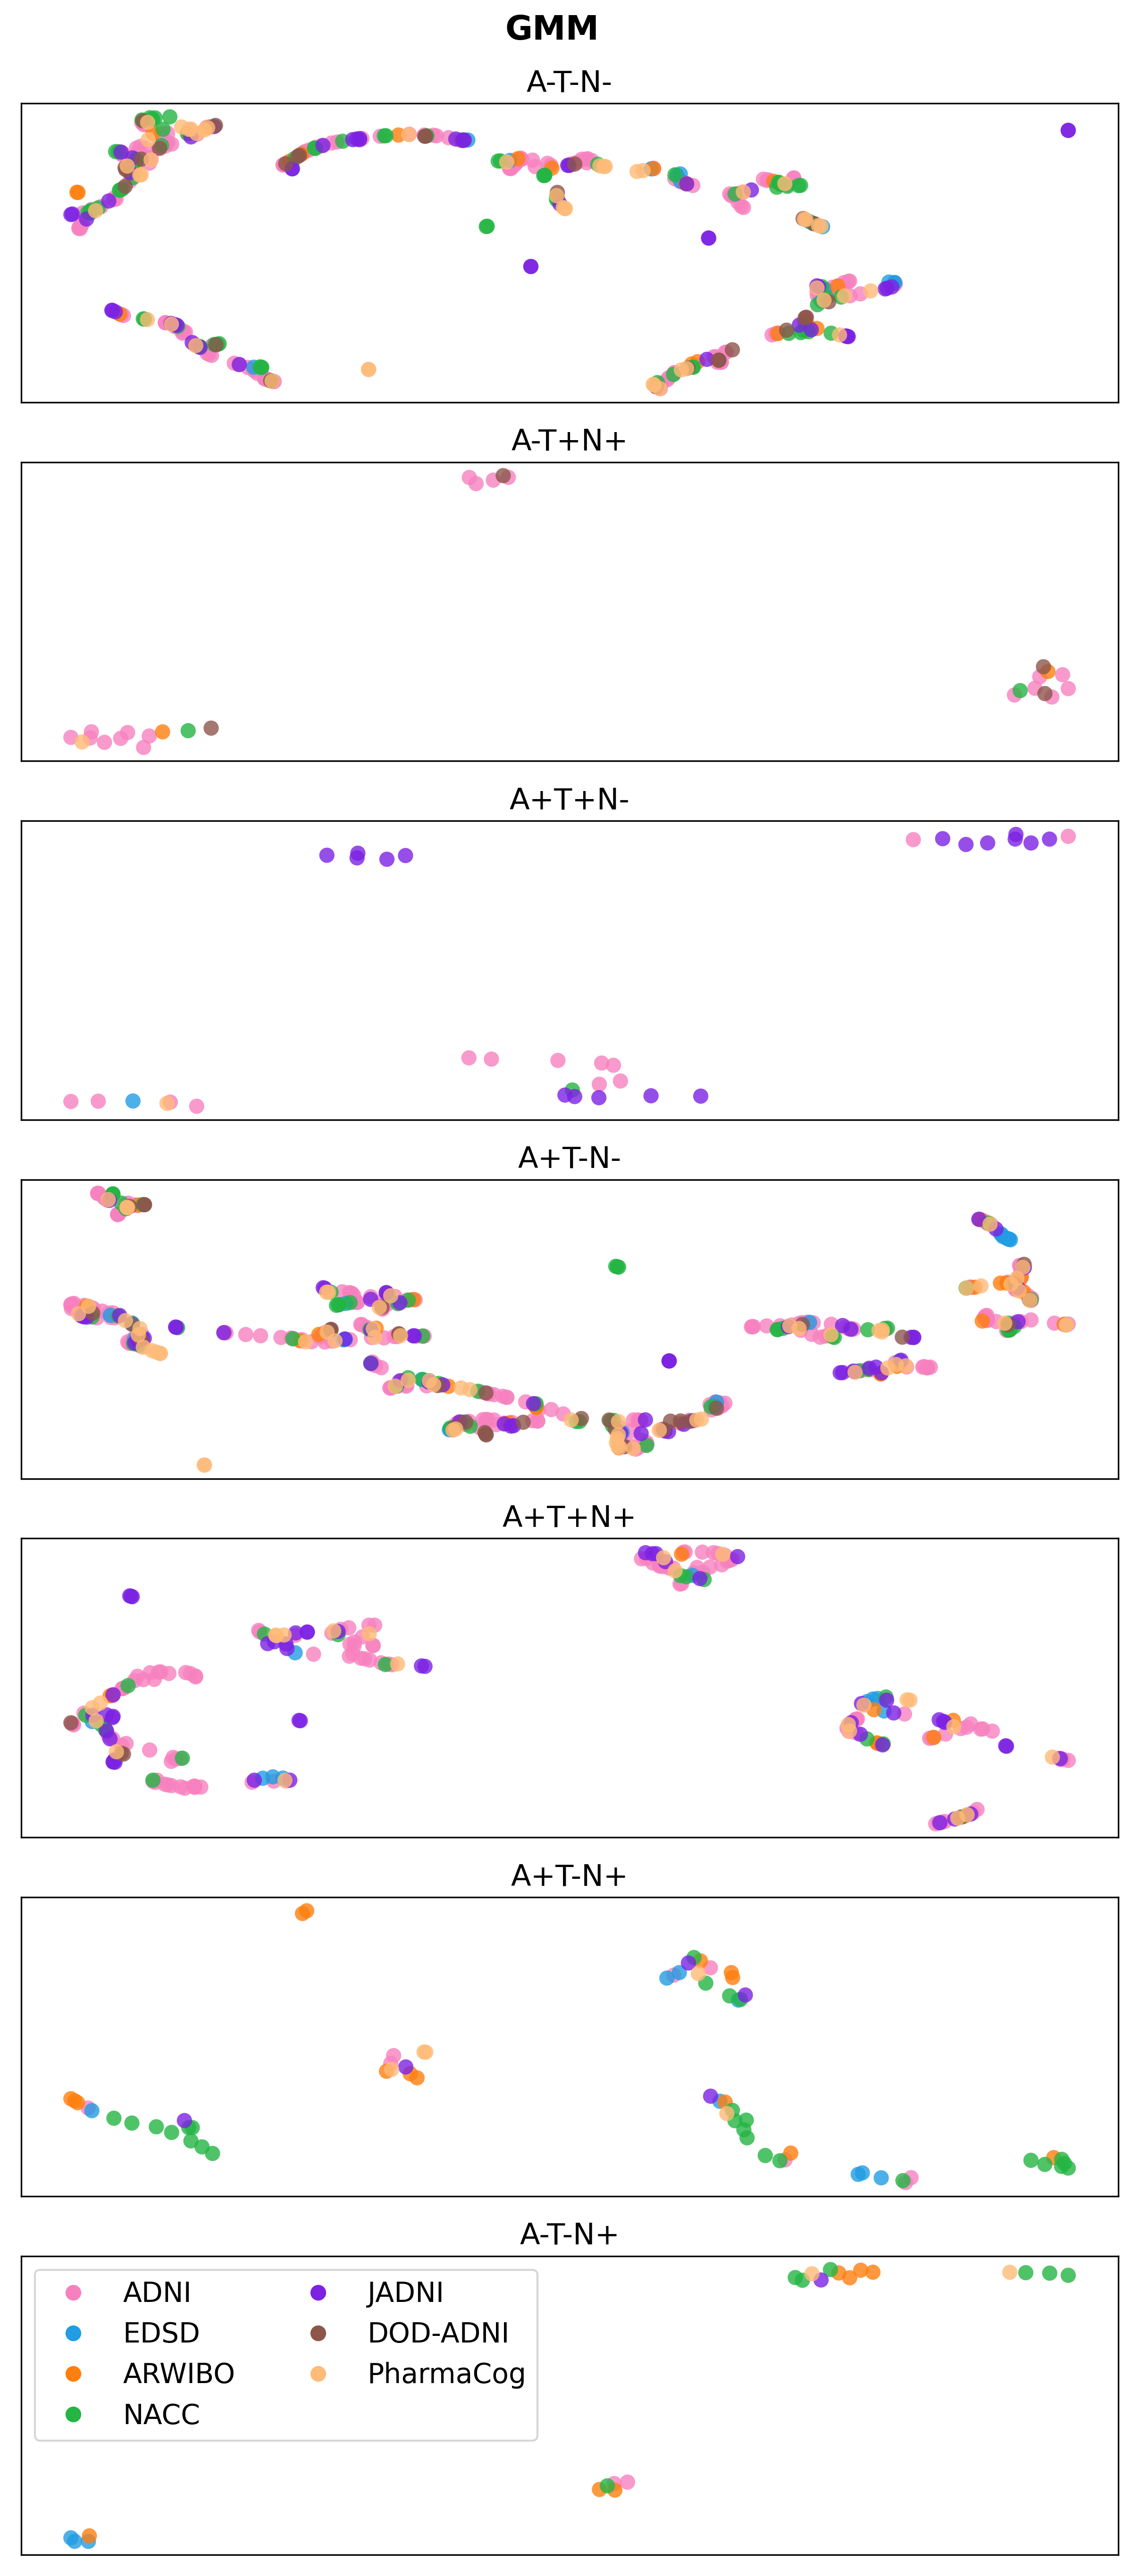 GMM
A-T-N-
A-T+N+
A+T+N-
A+T-N-
A+T+N+
A+T-N+
A-T-N+
ADNI
EDSD
ARWIBO
NACC
JADNI
DOD-ADNI
PharmaCog